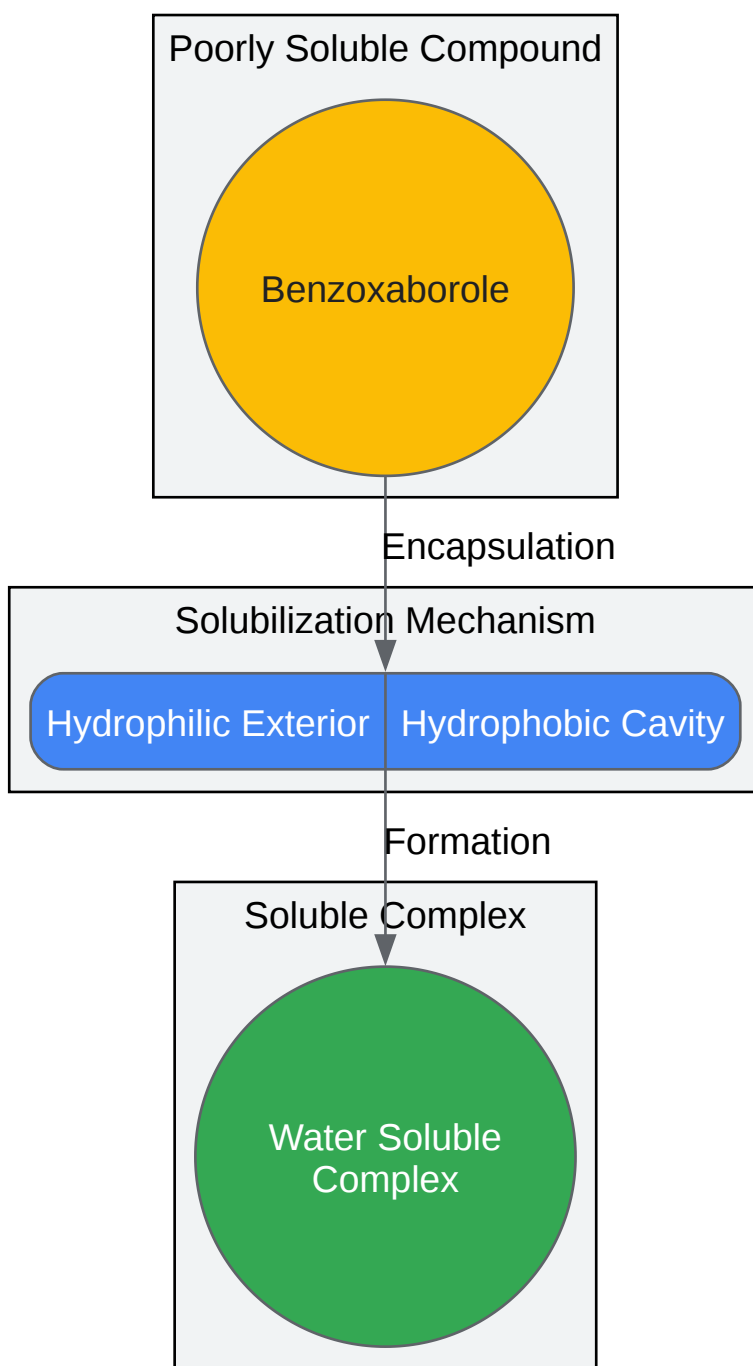 Poorly Soluble Compound
Benzoxaborole
Encapsulation
Solubilization Mechanism
Hydrophilic Exterior
Hydrophobic Cavity
Formation
Soluble Complex
Water Soluble
Complex